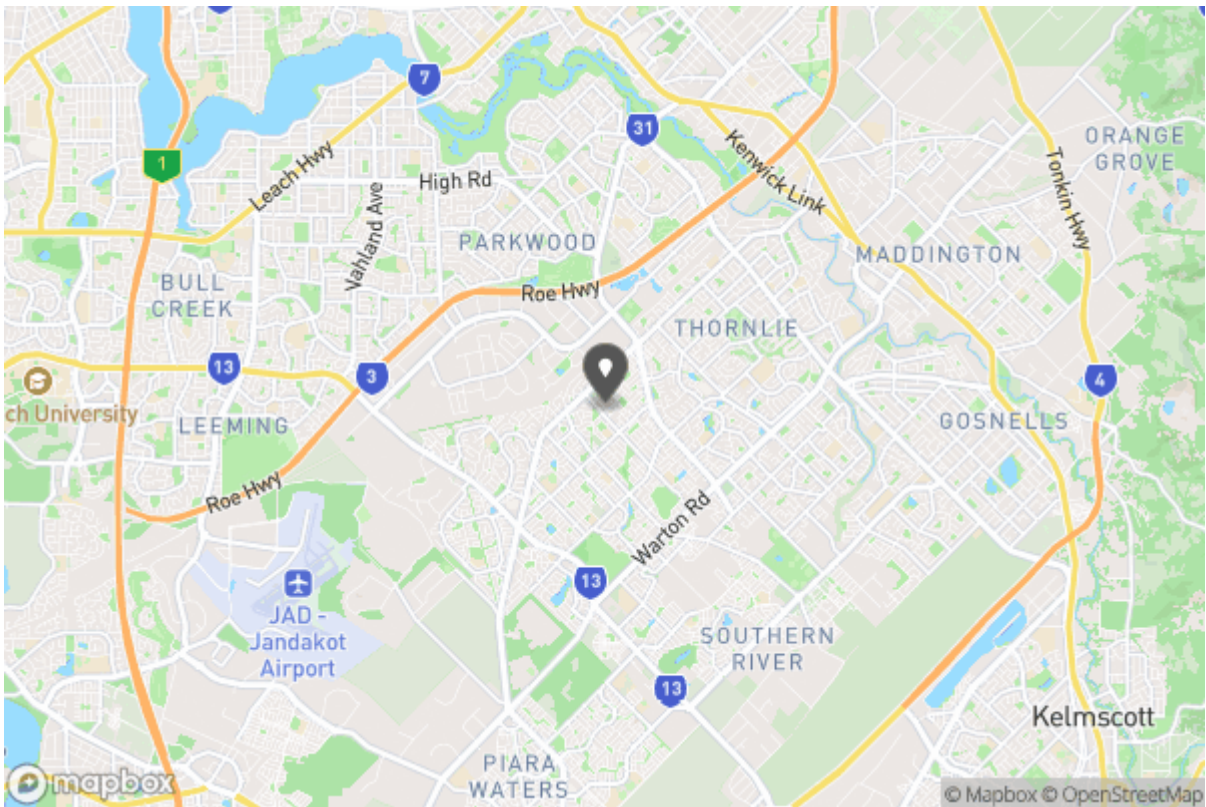 7
31
ORANGE
GROVE
1
Leach Hwy
High Rd
Kenwick Link
Tonkin Hwy
Vahland Ave
PARKWOOD
MADDINGTON
BULL
CREEK
Roe Hwy
THORNLIE
13
3
4
ch University
LEEMING
GOSNELLS
Roe Hwy
Warton Rd
13
JAD -
Jandakot
Airport
SOUTHERN
RIVER
13
Kelmscott
PIARA
WATERS
mapbox
© Mapbox © OpenStreetMap